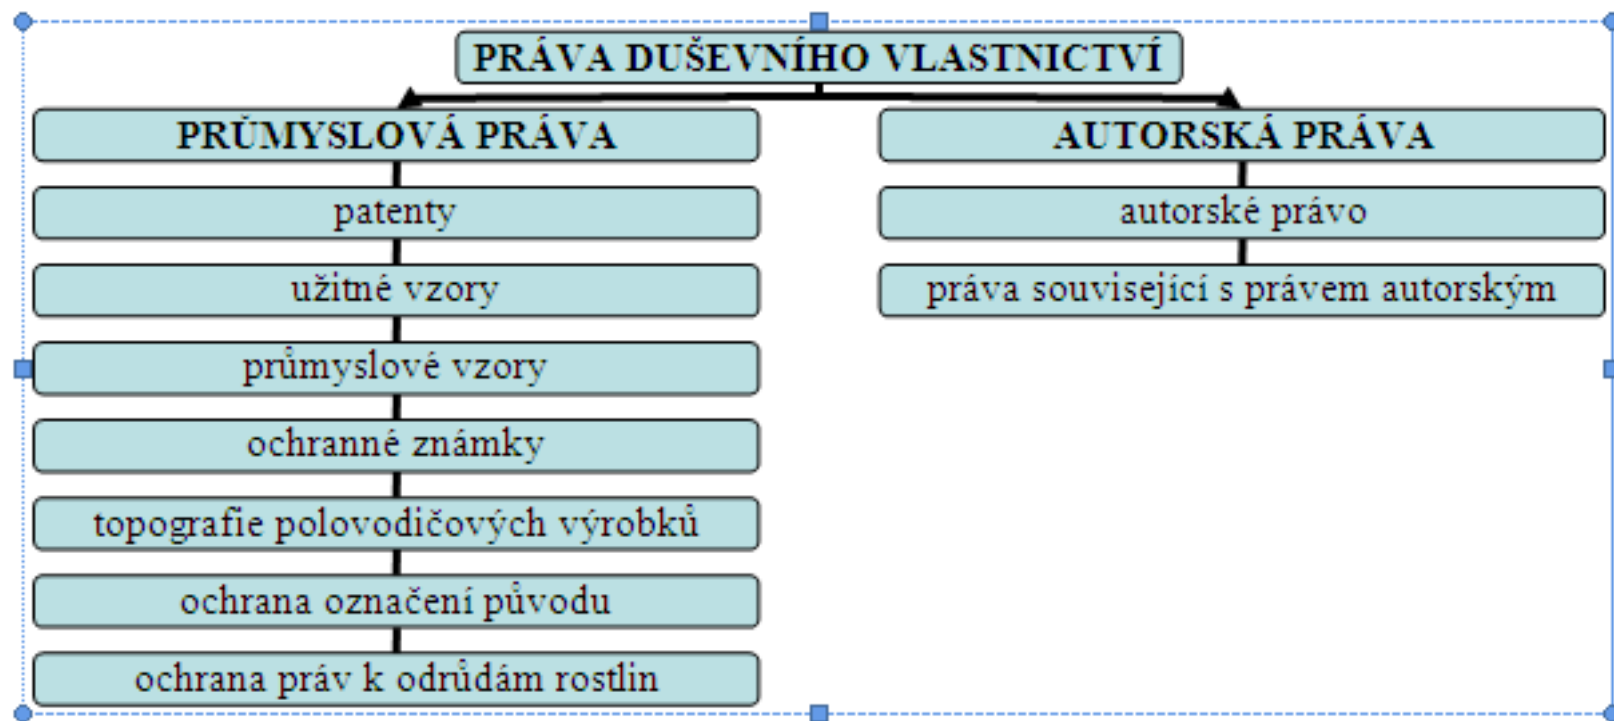 PRÁVA DUŠEVNÍHO VLASTNICTVÍ
PRŮMYSLOVÁ PRÁVA
patenty
užitné vzory
průmyslové vzory
ochranné známky
topografie polovodičových výrobků
ochrana označení původu
ochrana práv k odrůdám rostlin
AUTORSKÁ PRÁVA
autorské právo
práva související s právem autorským